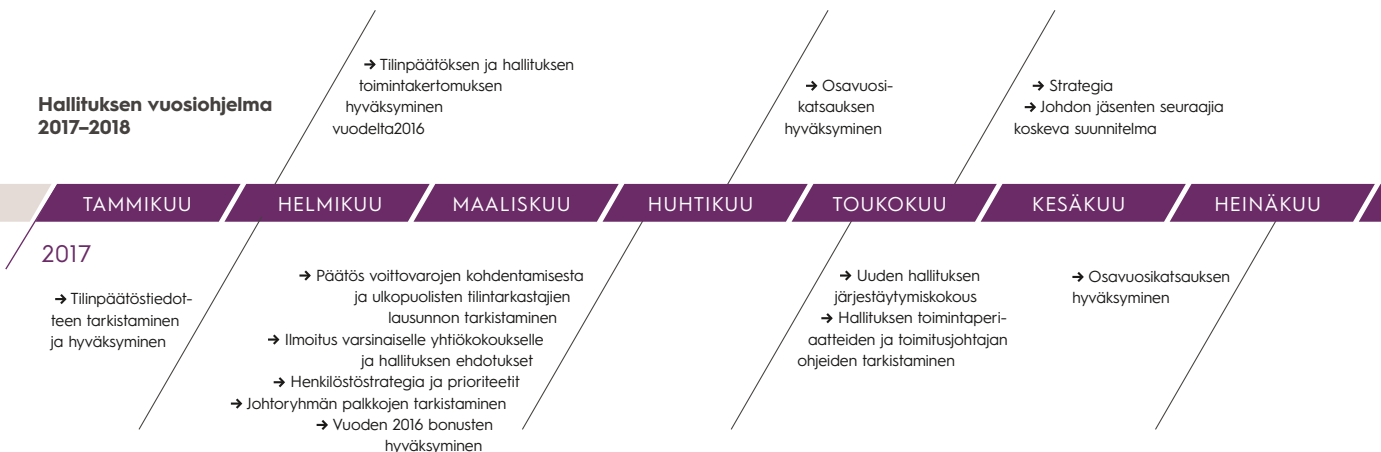 Hallituksen vuosiohjelma
2017–2018
→ Tilinpäätöksen ja hallituksen
toimintakertomuksen
hyväksyminen
vuodelta2016
→ Osavuosi-
katsauksen
hyväksyminen
→ Strategia
→ Johdon jäsenten seuraajia
koskeva suunnitelma
TAMMIKUU
HELMIKUU
MAALISKUU
HUHTIKUU
TOUKOKUU
KESÄKUU
HEINÄKUU
2017
→ Tilinpäätöstiedot-
teen tarkistaminen
ja hyväksyminen
→ Päätös voittovarojen kohdentamisesta
ja ulkopuolisten tilintarkastajien
lausunnon tarkistaminen
→ Ilmoitus varsinaiselle yhtiökokoukselle
ja hallituksen ehdotukset
→ Henkilöstöstrategia ja prioriteetit
→ Johtoryhmän palkkojen tarkistaminen
→ Vuoden 2016 bonusten
hyväksyminen
→ Uuden hallituksen
järjestäytymiskokous
→ Hallituksen toimintaperi-
aatteiden ja toimitusjohtajan
ohjeiden tarkistaminen
→ Osavuosikatsauksen
hyväksyminen